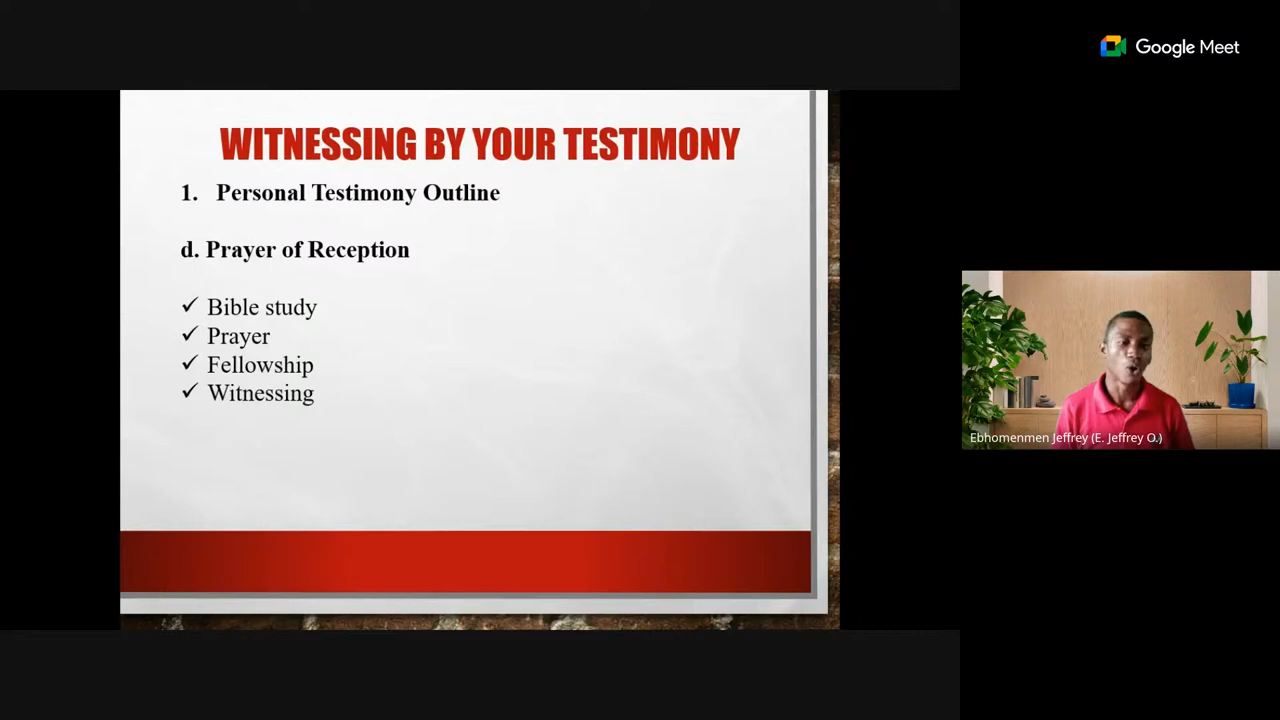 Google Meet
WITNESSING BY YOUR TESTIMONY
1. Personal Testimony Outline
d. Prayer of Reception
✓ Bible study
✓ Prayer
✓ Fellowship
✓ Witnessing
Ebhomenmen Jeffrey (E. Jeffrey O.)